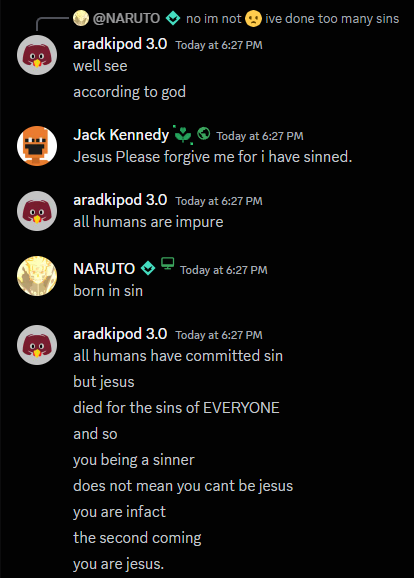 @NARUTO no im not 😟 ive done too many sins
aradkipod 3.0 Today at 6:27 PM
well see
according to god
Jack Kennedy Today at 6:27 PM
Jesus Please forgive me for i have sinned.
aradkipod 3.0 Today at 6:27 PM
all humans are impure
NARUTO Today at 6:27 PM
born in sin
aradkipod 3.0 Today at 6:27 PM
all humans have committed sin
but jesus
died for the sins of EVERYONE
and so
you being a sinner
does not mean you cant be jesus
you are infact
the second coming
you are jesus.